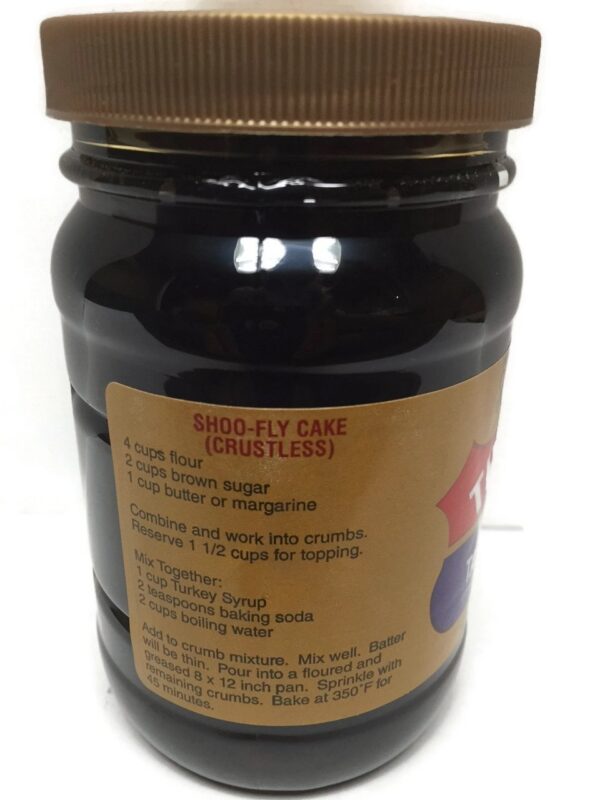 SHOO-FLY CAKE
(CRUSTLESS)
4 cups flour
2 cups brown sugar
1 cup butter or margarine
Combine and work into crumbs.
Reserve 1 1/2 cups for topping.
Mix Together:
1 cup Turkey Syrup
2 teaspoons baking soda
2 cups boiling water
Add to crumb mixture. Mix well. Batter
will be thin. Pour into a floured and
greased 8 x 12 inch pan. Sprinkle with
remaining crumbs. Bake at 350°F for
45 minutes.